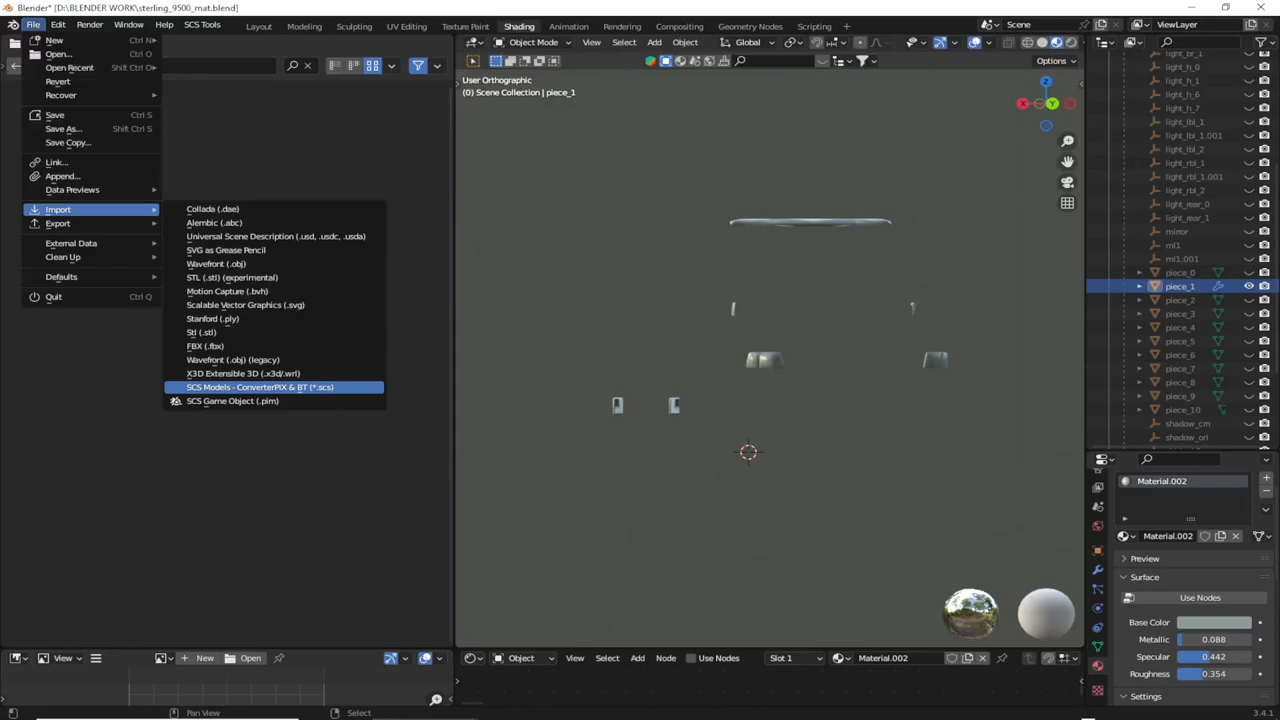 Blender* [D:\BLENDER WORK\sterling_9500_mat.blend]
File Edit Render Window Help SCS Tools
Layout Modeling Sculpting UV Editing Texture Paint Shading Animation Rendering Compositing Geometry Nodes Scripting
Scene ViewLayer
New Ctrl N
Open... Ctrl O
Open Recent Shift Ctrl O
Revert
Recover
Save Ctrl S
Save As... Shift Ctrl S
Save Copy...
Link...
Append...
Data Previews
Import
Export
External Data
Clean Up
Defaults
Quit Ctrl Q
Collada (.dae)
Alembic (.abc)
Universal Scene Description (.usd, .usdc, .usda)
SVG as Grease Pencil
Wavefront (.obj)
STL (.stl) (experimental)
Motion Capture (.bvh)
Scalable Vector Graphics (.svg)
Stanford (.ply)
Stl (.stl)
FBX (.fbx)
Wavefront (.obj) (legacy)
X3D Extensible 3D (.x3d/.wrl)
SCS Models - ConverterPIX & BT (*.scs)
SCS Game Object (.pim)
Object Mode View Select Add Object Global
Options
User Orthographic
(0) Scene Collection | piece_1
Z
X
Y
light_h_1
light_h_0
light_h_1
light_h_6
light_h_7
light_lbl_1
light_lbl_1.001
light_lbl_2
light_rbl_1
light_rbl_1.001
light_rbl_2
light_rear_0
light_rear_1
mirror
ml1
ml1.001
piece_0
piece_1
piece_2
piece_3
piece_4
piece_5
piece_6
piece_7
piece_8
piece_9
piece_10
shadow_cm
shadow_ori
Material.002
Material.002
Preview
Surface
Use Nodes
Base Color
Metallic 0.088
Specular 0.442
Roughness 0.354
Settings
View New Open
Object View Select Add Node Use Nodes Slot 1 Material.002
Pan View Select 3.4.1